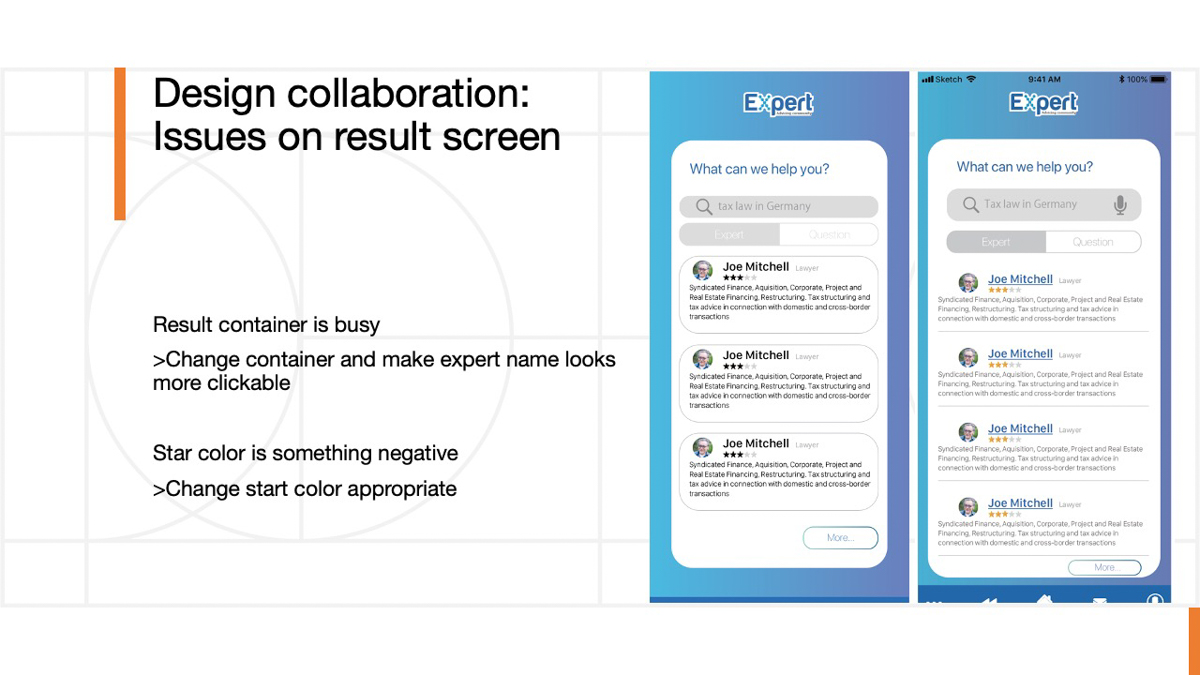 Design collaboration:
Issues on result screen
Result container is busy
>Change container and make expert name looks
more clickable
Star color is something negative
>Change start color appropriate
Expert
What can we help you?
tax law in Germany
Expert Question
Joe Mitchell Lawyer
Syndicated Finance, Aquisition, Corporate, Project and
Real Estate Financing, Restructuring. Tax structuring and
tax advice in connection with domestic and cross-border
transactions
Joe Mitchell Lawyer
Syndicated Finance, Aquisition, Corporate, Project and
Real Estate Financing, Restructuring. Tax structuring and
tax advice in connection with domestic and cross-border
transactions
Joe Mitchell Lawyer
Syndicated Finance, Aquisition, Corporate, Project and
Real Estate Financing, Restructuring. Tax structuring and
tax advice in connection with domestic and cross-border
transactions
More...
Sketch 9:41 AM 100%
Expert
What can we help you?
Tax law in Germany
Expert Question
Joe Mitchell Lawyer
Syndicated Finance, Aquisition, Corporate, Project and Real Estate
Financing, Restructuring. Tax structuring and tax advice in
connection with domestic and cross-border transactions
Joe Mitchell Lawyer
Syndicated Finance, Aquisition, Corporate, Project and Real Estate
Financing, Restructuring. Tax structuring and tax advice in
connection with domestic and cross-border transactions
Joe Mitchell Lawyer
Syndicated Finance, Aquisition, Corporate, Project and Real Estate
Financing, Restructuring. Tax structuring and tax advice in
connection with domestic and cross-border transactions
Joe Mitchell Lawyer
Syndicated Finance, Aquisition, Corporate, Project and Real Estate
Financing, Restructuring. Tax structuring and tax advice in
connection with domestic and cross-border transactions
More...